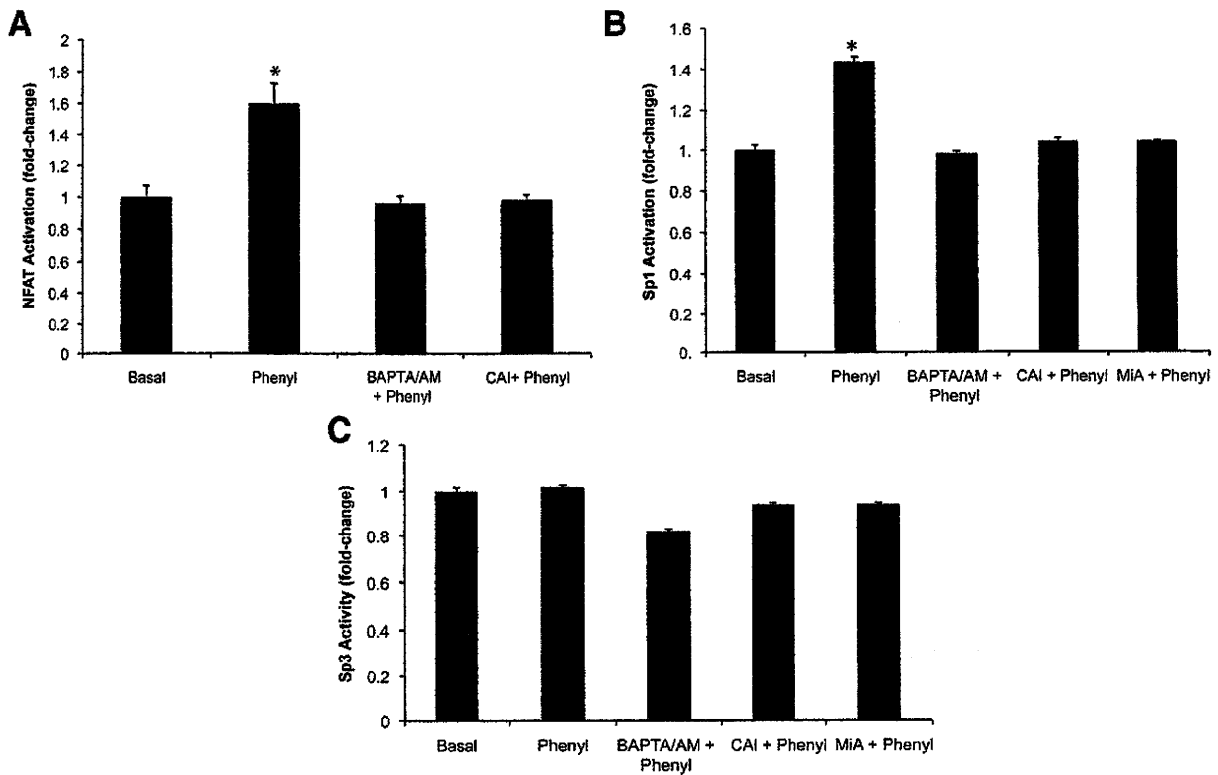 A
NFAT Activation (fold-change)
2
1.8
1.6
1.4
1.2
1
0.8
0.6
0.4
0.2
0
*
Basal
Phenyl
BAPTA/AM
+ Phenyl
CAI+ Phenyl
B
Sp1 Activation (fold-change)
1.6
1.4
1.2
1.
0.8
0.6
0.4
0.2
0.
*
Basal
Phenyl
BAPTA/AM +
Phenyl
CAI + Phenyl
MiA + Phenyl
C
Sp3 Activity (fold-change)
1.2
1
0.8
0.6
0.4
0.2
0
Basal
Phenyl
BAPTA/AM +
Phenyl
CAI + Phenyl
MiA + Phenyl